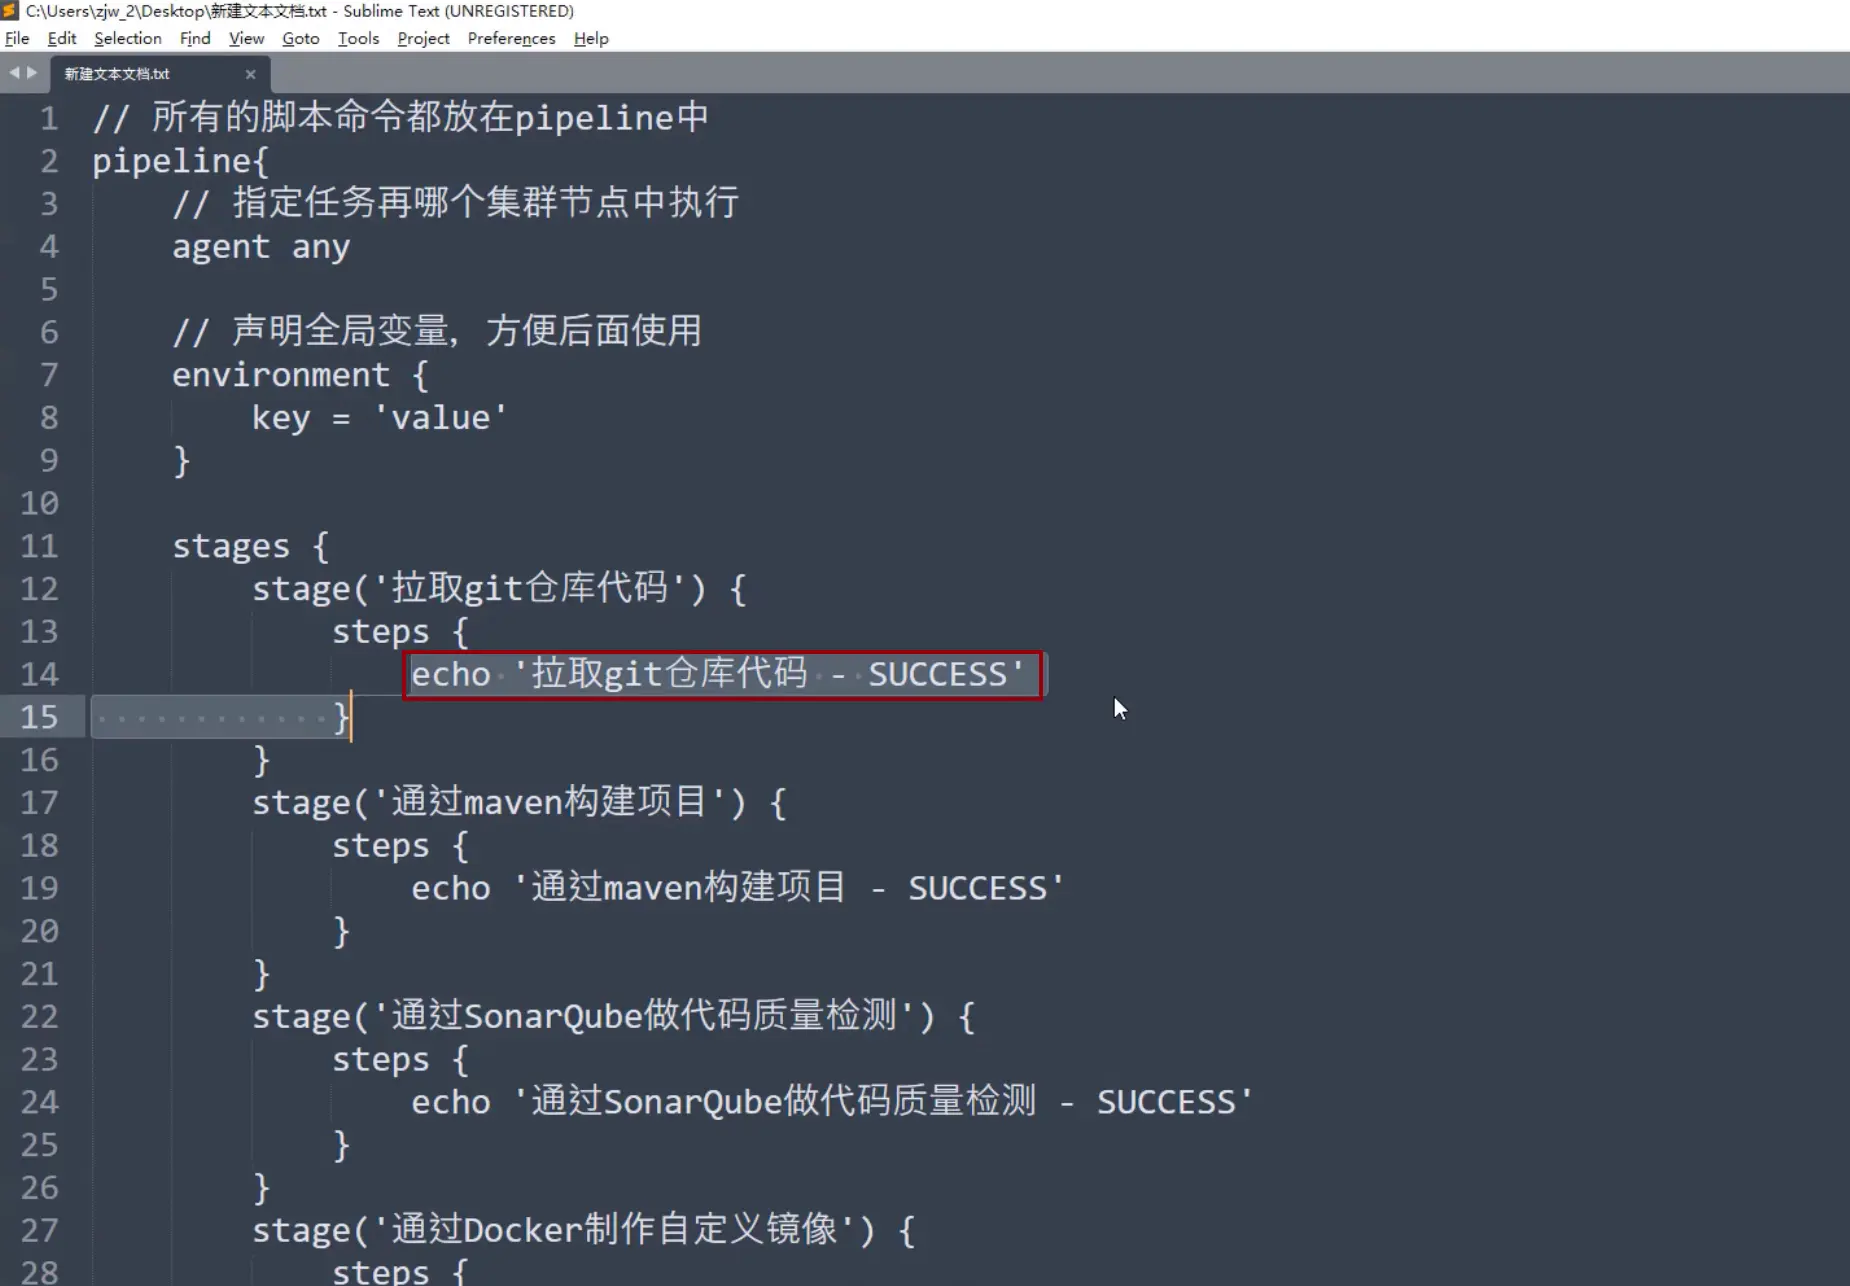 C:\Users\zjw_2\Desktop\新建文本文档.txt - Sublime Text (UNREGISTERED)
File Edit Selection Find View Goto Tools Project Preferences Help
新建文本文档.txt ×
1 // 所有的脚本命令都放在pipeline中
2 pipeline{
3 // 指定任务再哪个集群节点中执行
4 agent any
5
6 // 声明全局变量，方便后面使用
7 environment {
8 key = 'value'
9 }
10
11 stages {
12 stage('拉取git仓库代码') {
13 steps {
14 echo '拉取git仓库代码 - SUCCESS'
15 }
16 }
17 stage('通过maven构建项目') {
18 steps {
19 echo '通过maven构建项目 - SUCCESS'
20 }
21 }
22 stage('通过SonarQube做代码质量检测') {
23 steps {
24 echo '通过SonarQube做代码质量检测 - SUCCESS'
25 }
26 }
27 stage('通过Docker制作自定义镜像') {
28 steps {